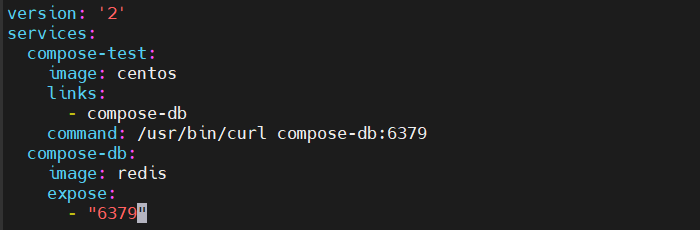 version: '2'
services:
  compose-test:
    image: centos
    links:
      - compose-db
    command: /usr/bin/curl compose-db:6379
  compose-db:
    image: redis
    expose:
      - "6379"